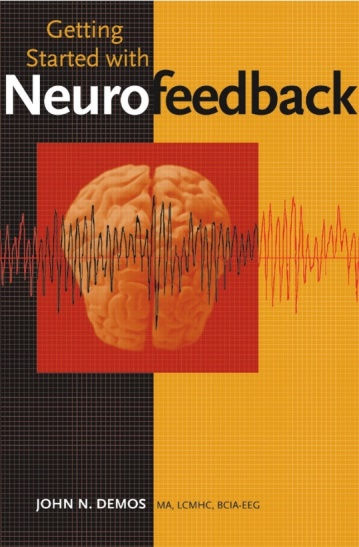 Getting
Started with
Neurofeedback
JOHN N. DEMOS MA, LCMHC, BCIA-EEG